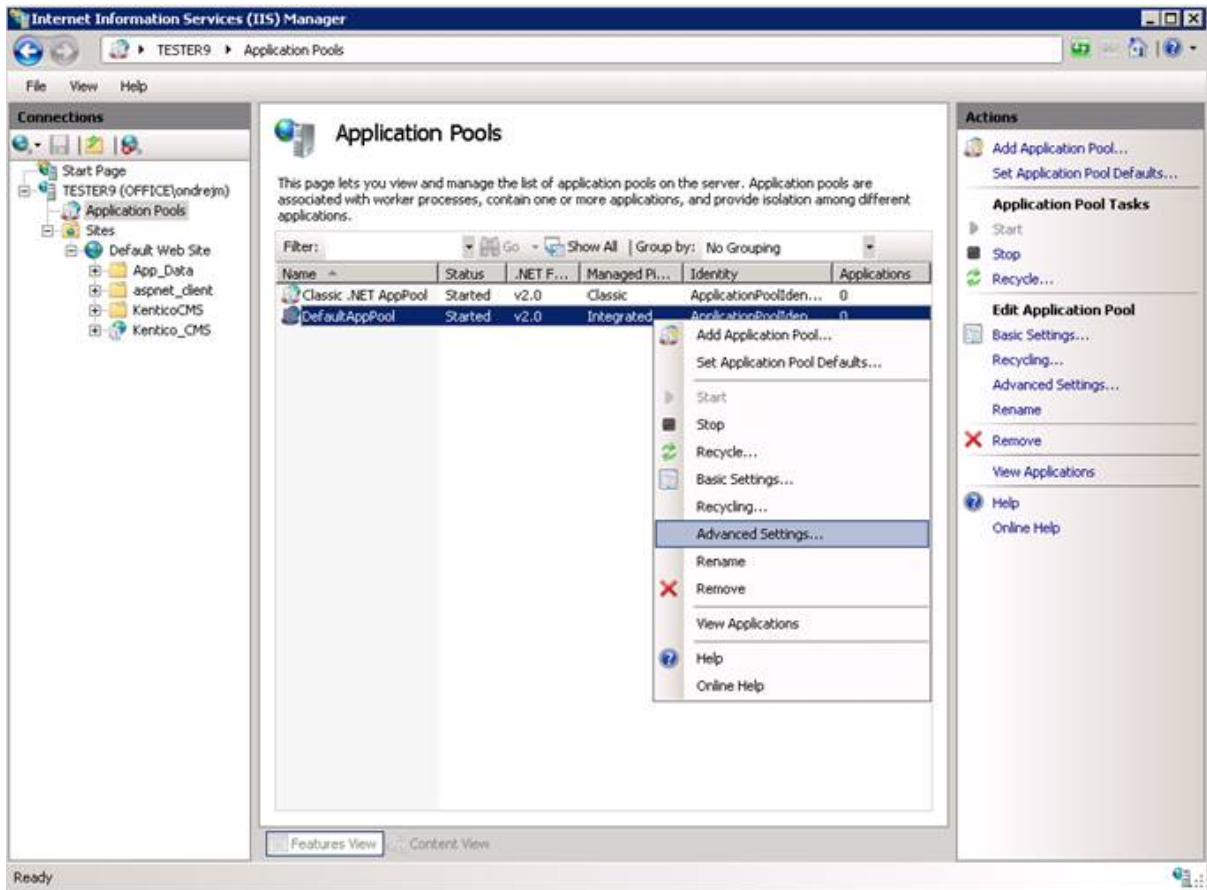 Internet Information Services (IIS) Manager
TESTER9 Application Pools
File View Help
Connections
Start Page
TESTER9 (OFFICE\ondrejm)
Application Pools
Sites
Default Web Site
App_Data
aspnet_client
KenticoCMS
Kentico_CMS
Application Pools
This page lets you view and manage the list of application pools on the server. Application pools are
associated with worker processes, contain one or more applications, and provide isolation among different
applications.
Filter: Go Show All Group by: No Grouping
Name Status .NET F... Managed Pi... Identity Applications
Classic .NET AppPool Started v2.0 Classic ApplicationPoolIden... 0
DefaultAppPool Started v2.0 Integrated ApplicationPoolIden... 0
Add Application Pool...
Set Application Pool Defaults...
Start
Stop
Recycle...
Basic Settings...
Recycling...
Advanced Settings...
Rename
Remove
View Applications
Help
Online Help
Features View Content View
Actions
Add Application Pool...
Set Application Pool Defaults...
Application Pool Tasks
Start
Stop
Recycle...
Edit Application Pool
Basic Settings...
Recycling...
Advanced Settings...
Rename
Remove
View Applications
Help
Online Help
Ready